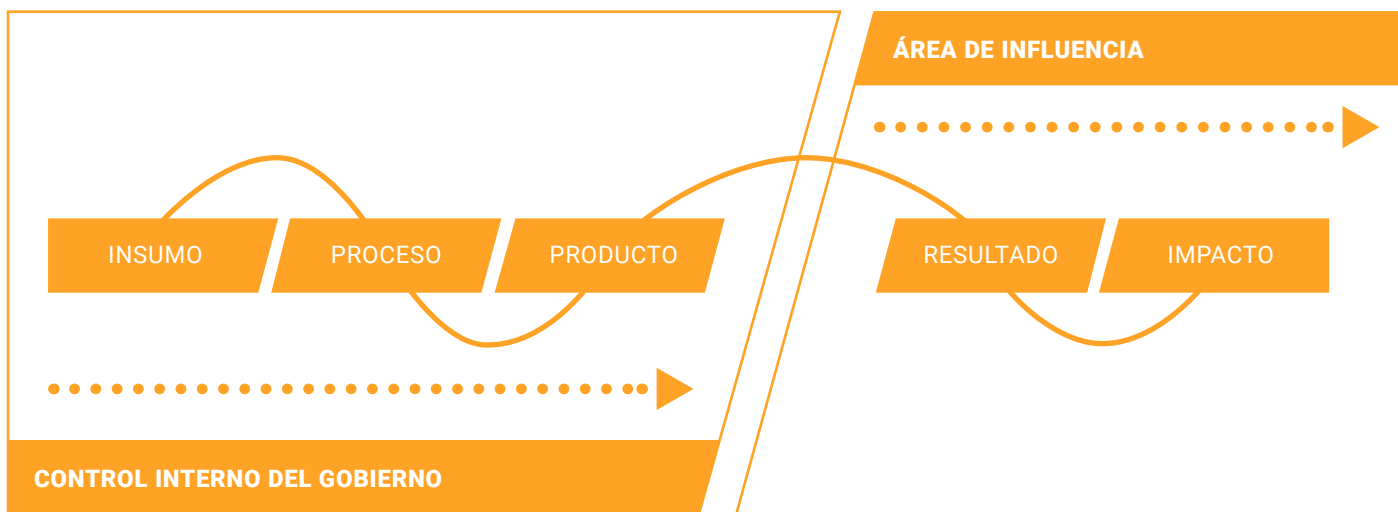 ÁREA DE INFLUENCIA
INSUMO
PROCESO
PRODUCTO
RESULTADO
IMPACTO
CONTROL INTERNO DEL GOBIERNO